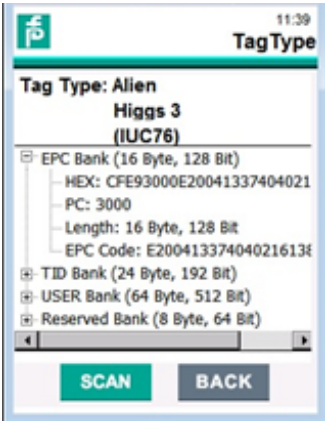 11:39
TagType
Tag Type: Alien
Higgs 3
(IUC76)
EPC Bank (16 Byte, 128 Bit)
HEX: CFE93000E20041337404021
PC: 3000
Length: 16 Byte, 128 Bit
EPC Code: E200413374040216138
TID Bank (24 Byte, 192 Bit)
USER Bank (64 Byte, 512 Bit)
Reserved Bank (8 Byte, 64 Bit)
SCAN BACK